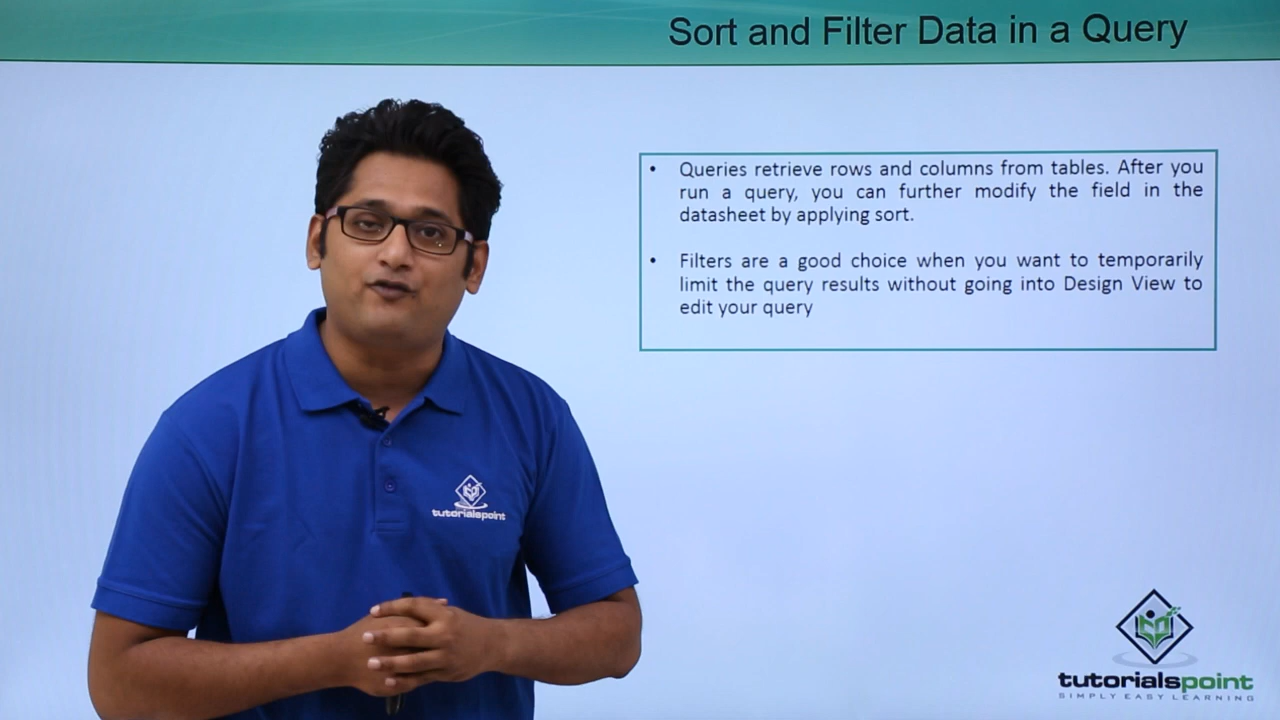 Sort and Filter Data in a Query
• Queries retrieve rows and columns from tables. After you
run a query, you can further modify the field in the
datasheet by applying sort.
• Filters are a good choice when you want to temporarily
limit the query results without going into Design View to
edit your query
tutorialspoint
tutorialspoint
SIMPLY EASY LEARNING